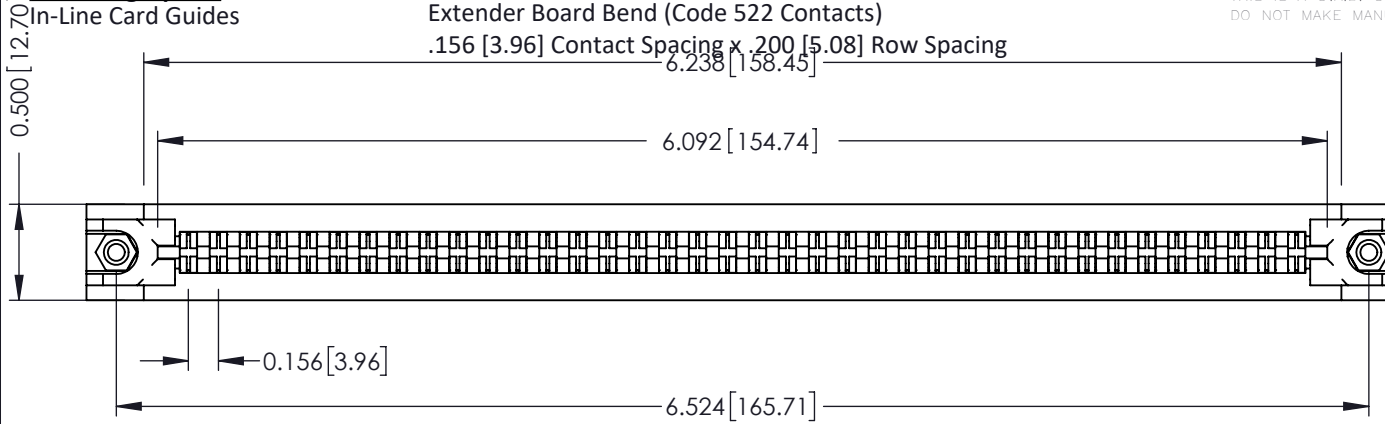 In-Line Card Guides
Extender Board Bend (Code 522 Contacts)
.156 [3.96] Contact Spacing x .200 [5.08] Row Spacing
DO NOT MAKE MAN
0.500 [12.70]
6.238 [158.45]
6.092 [154.74]
0.156 [3.96]
6.524 [165.71]